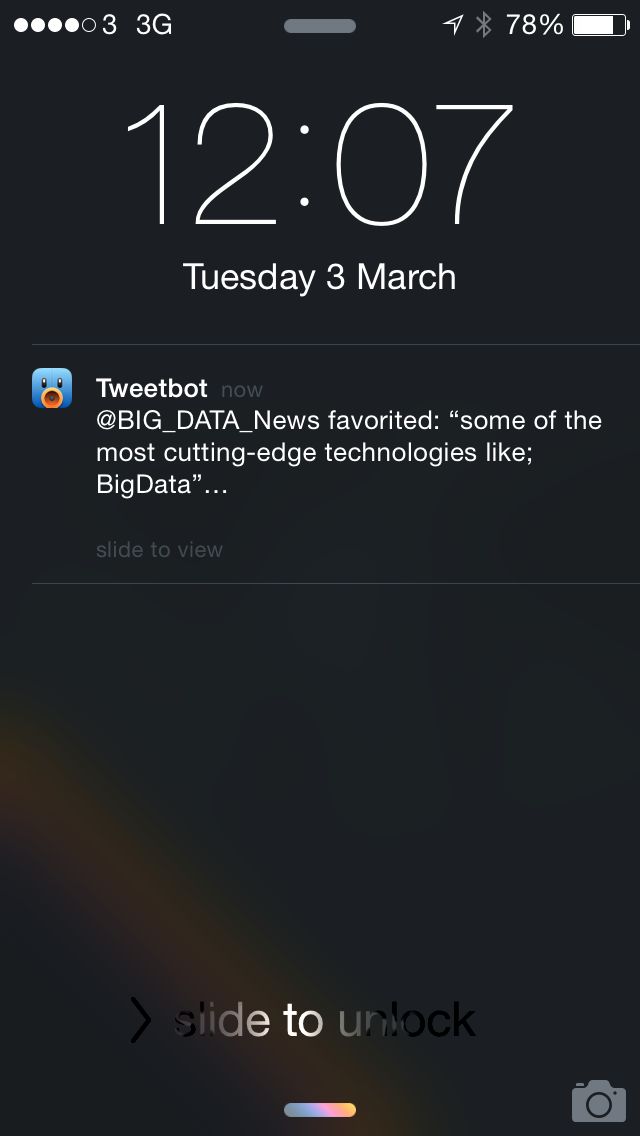 3 3G 78%
12:07
Tuesday 3 March
Tweetbot now
@BIG_DATA_News favorited: “some of the
most cutting-edge technologies like;
BigData”…
slide to view
slide to unlock